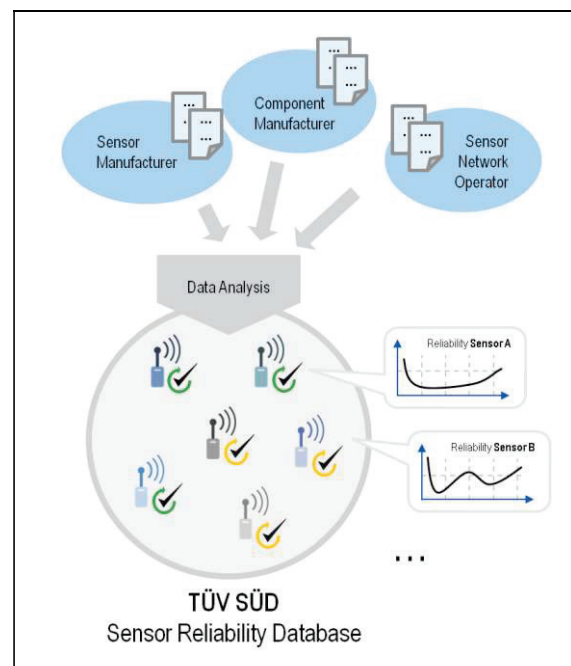 Component
Manufacturer
Sensor
Manufacturer
Sensor
Network
Operator
...
...
...
...
...
...
Data Analysis
Reliability Sensor A
Reliability Sensor B
...
TÜV SÜD
Sensor Reliability Database